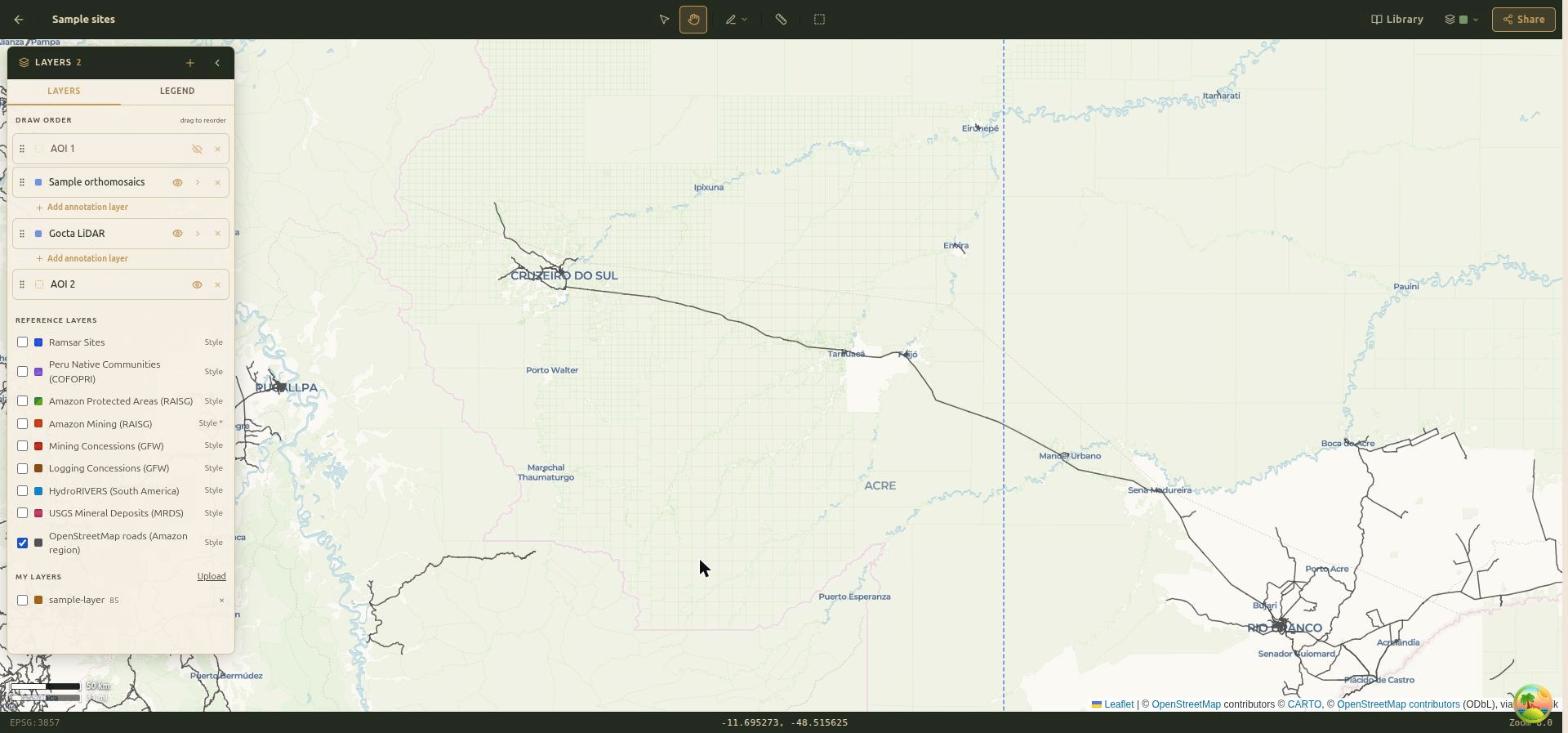 Sample sites
Library
Share
LAYERS 2
LAYERS
LEGEND
DRAW ORDER
drag to reorder
AOI 1
Sample orthomosaics
+ Add annotation layer
Gocta LiDAR
+ Add annotation layer
AOI 2
REFERENCE LAYERS
Ramsar Sites
Style
Peru Native Communities
(COFOPRI)
Style
Amazon Protected Areas (RAISG)
Style
Amazon Mining (RAISG)
Style *
Mining Concessions (GFW)
Style
Logging Concessions (GFW)
Style
HydroRIVERS (South America)
Style
USGS Mineral Deposits (MRDS)
Style
OpenStreetMap roads (Amazon
region)
Style
MY LAYERS
Upload
sample-layer 85
Itamarati
Eirunepé
Ipixuna
Envira
CRUZEIRO DO SUL
Pauini
Tarauacá
Feijó
Porto Walter
PUCALLPA
Boca do Acre
Manoel Urbano
Marechal
Thaumaturgo
ACRE
Sena Madureira
Porto Acre
Puerto Esperanza
Bujari
RIO BRANCO
Acrelândia
Senador Guiomard
Puerto Bermúdez
Plácido de Castro
50 km
Leaflet | © OpenStreetMap contributors © CARTO, © OpenStreetMap contributors (ODbL), via
EPSG:3857
-11.695273, -48.515625